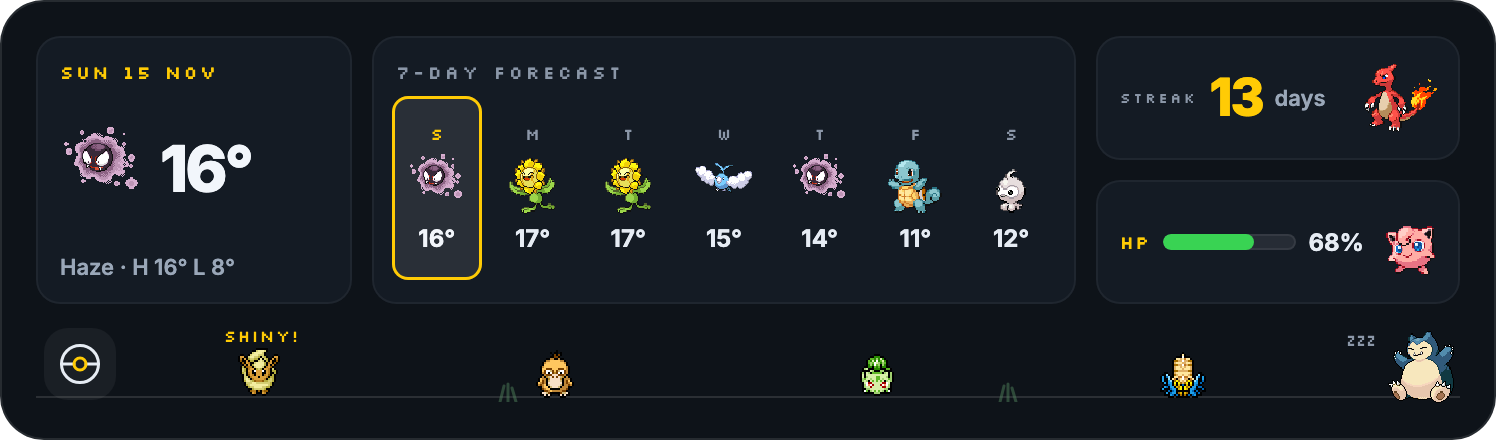 SUN 15 NOV
16°
Haze · H 16° L 8°
7-DAY FORECAST
S M T W T F S
16° 17° 17° 15° 14° 11° 12°
STREAK 13 days
HP 68%
SHINY!
ZZZ